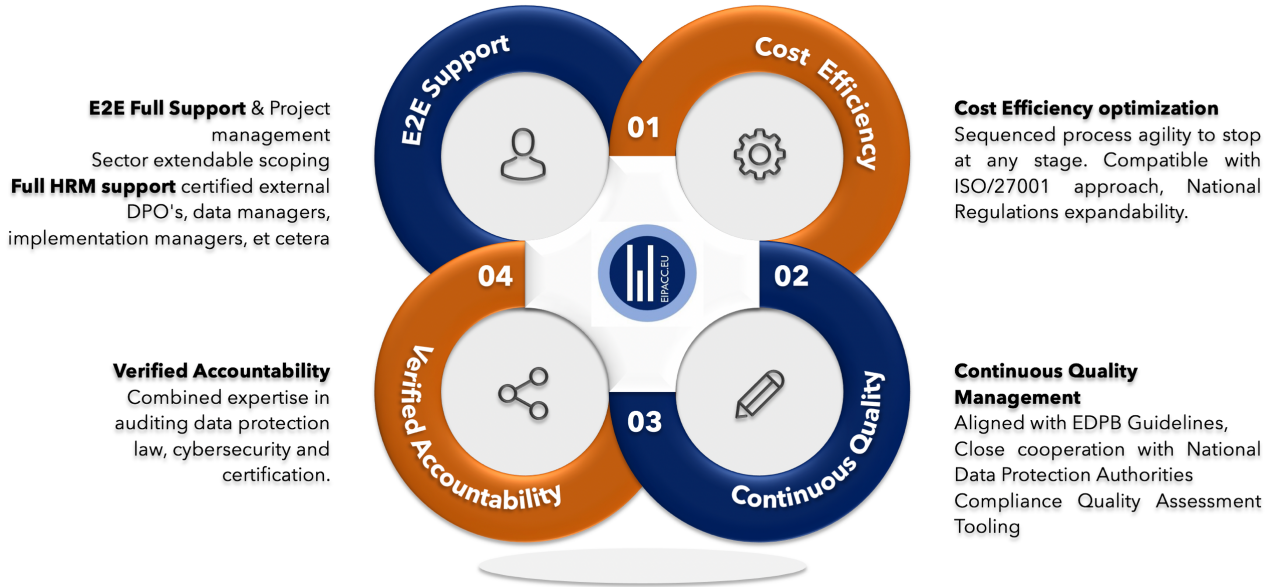 E2E Full Support & Project
management
Sector extendable scoping
Full HRM support certified external
DPO's, data managers,
implementation managers, et cetera
Verified Accountability
Combined expertise in
auditing data protection
law, cybersecurity and
certification.
E2E Support
Cost Efficiency
01
02
03
04
EIPACC.EU
Verified Accountability
Continuous Quality
Cost Efficiency optimization
Sequenced process agility to stop
at any stage. Compatible with
ISO/27001 approach, National
Regulations expandability.
Continuous Quality
Management
Aligned with EDPB Guidelines,
Close cooperation with National
Data Protection Authorities
Compliance Quality Assessment
Tooling